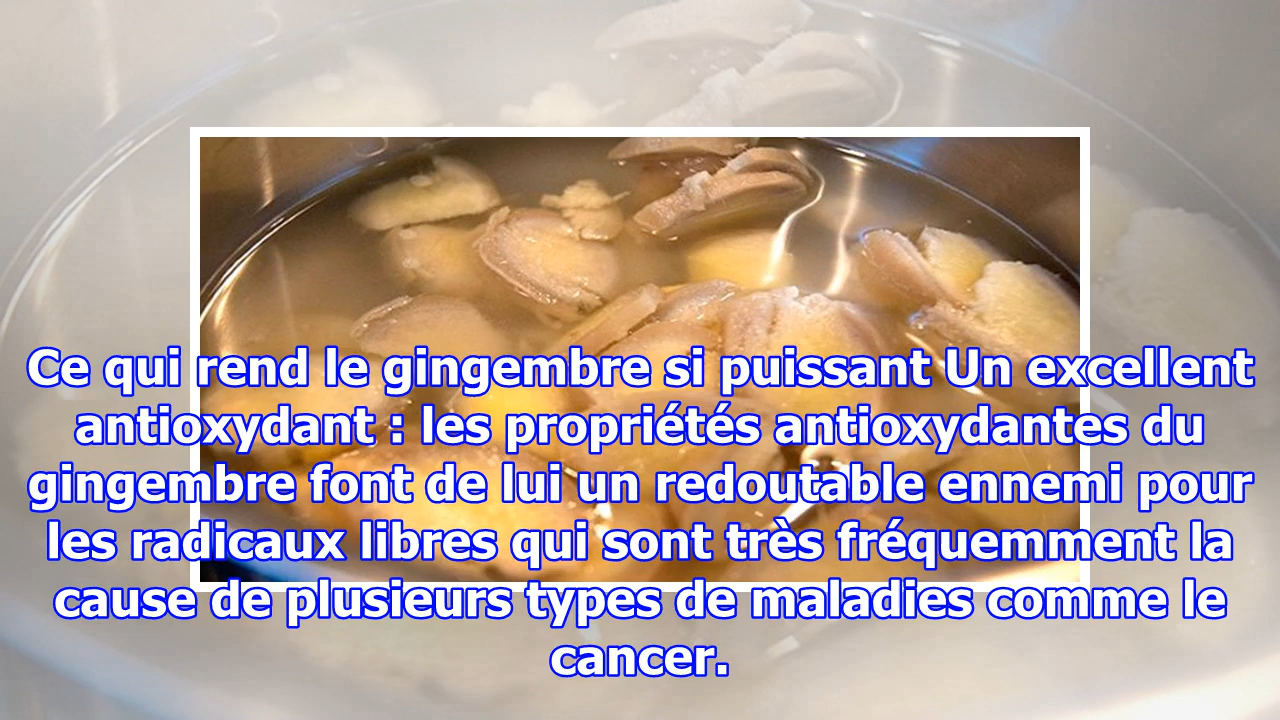 Ce qui rend le gingembre si puissant Un excellent
antioxydant : les propriétés antioxydantes du
gingembre font de lui un redoutable ennemi pour
les radicaux libres qui sont très fréquemment la
cause de plusieurs types de maladies comme le
cancer.